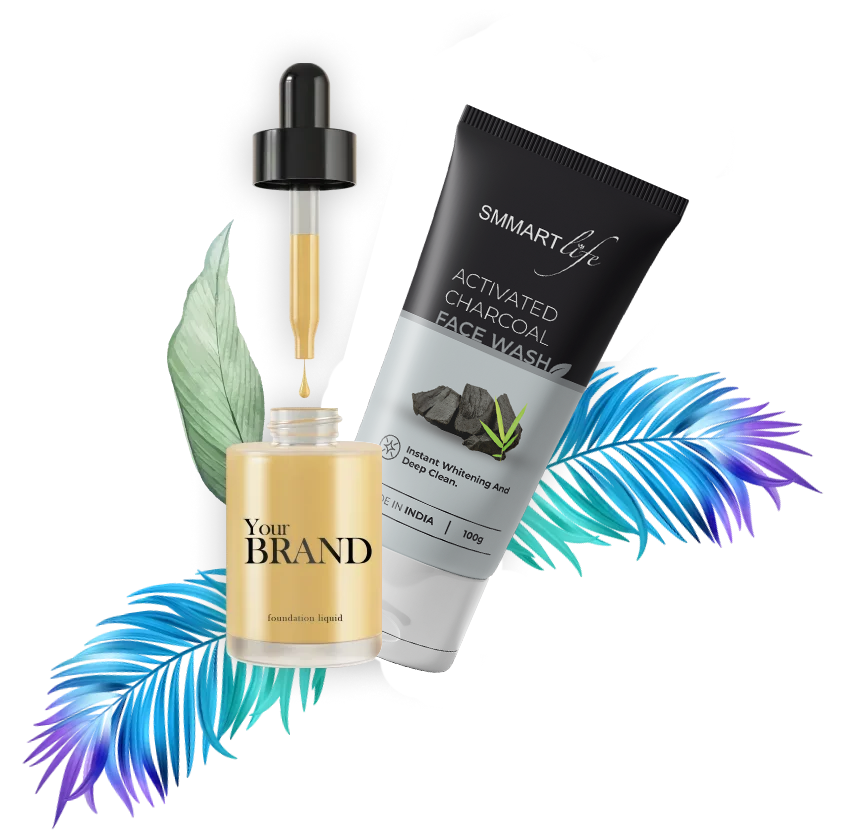 SMMART life
ACTIVATED
CHARCOAL
FACE WASH
Instant Whitening And
Deep Clean.
DE IN INDIA | 100g
Your
BRAND
foundation liquid